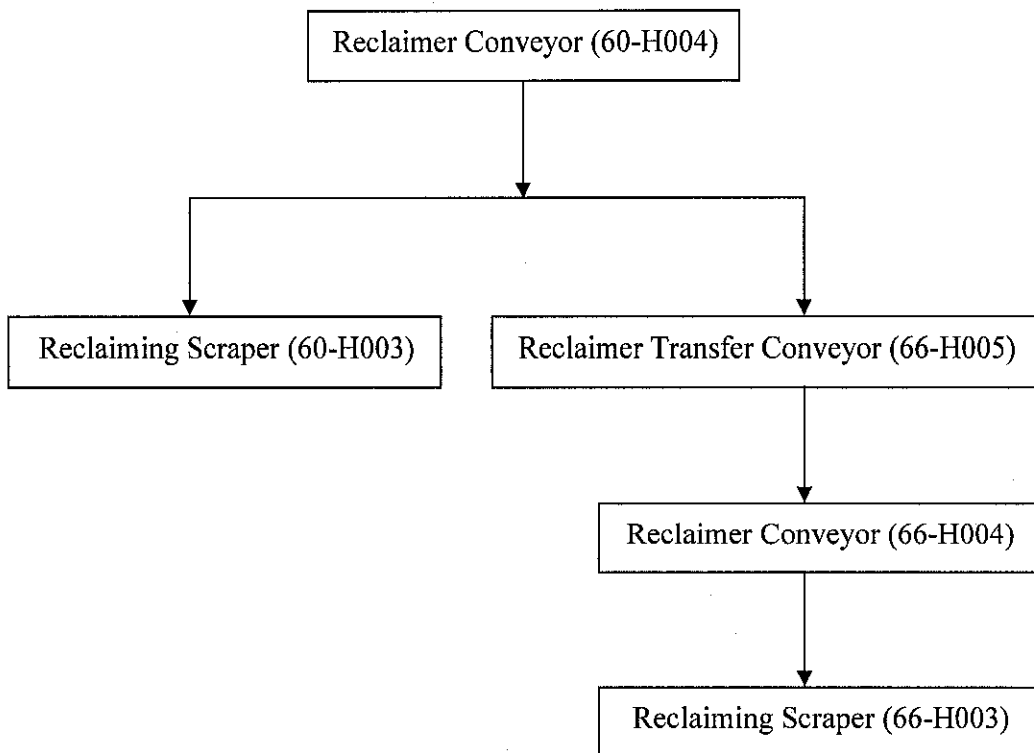 Reclaimer Conveyor (60-H004)
Reclaiming Scraper (60-H003)
Reclaimer Transfer Conveyor (66-H005)
Reclaimer Conveyor (66-H004)
Reclaiming Scraper (66-H003)